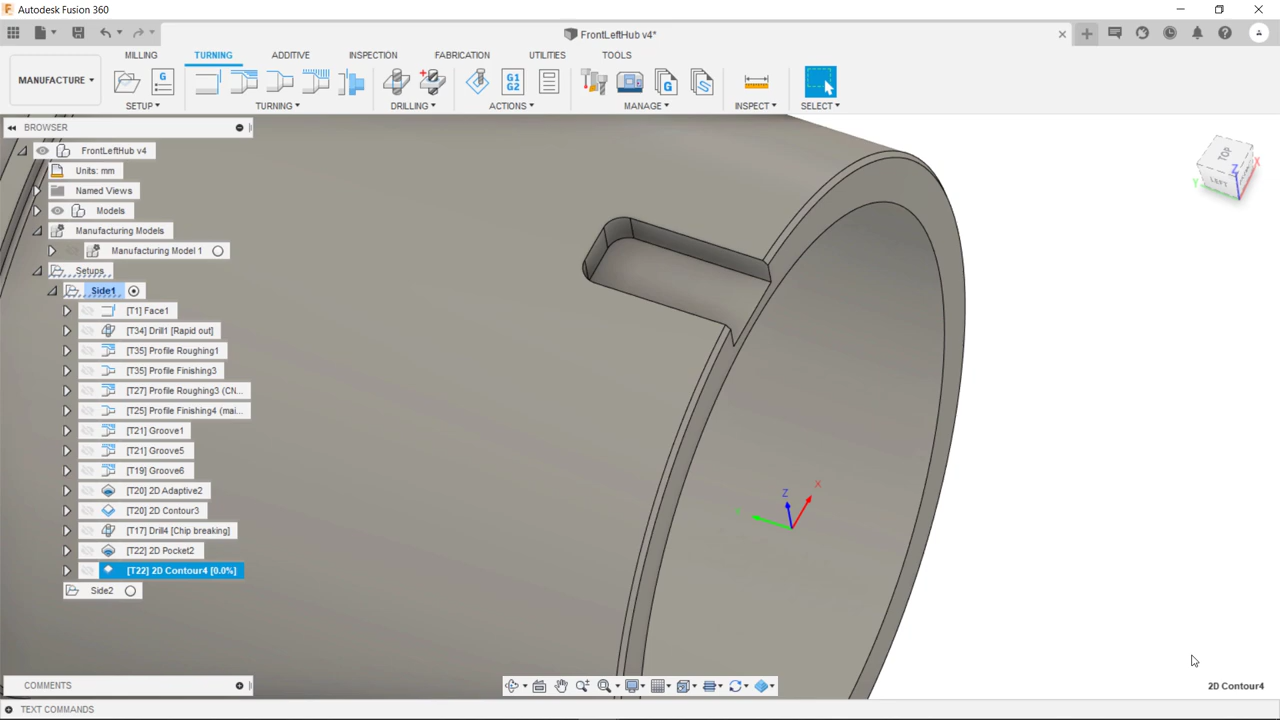 Autodesk Fusion 360
FrontLeftHub v4*
MILLING TURNING ADDITIVE INSPECTION FABRICATION UTILITIES TOOLS
MANUFACTURE
G
G1
G2
G
SETUP TURNING DRILLING ACTIONS MANAGE INSPECT SELECT
BROWSER
FrontLeftHub v4
Units: mm
Named Views
Models
Manufacturing Models
Manufacturing Model 1
Setups
Side1
[T1] Face1
[T34] Drill1 [Rapid out]
[T35] Profile Roughing1
[T35] Profile Finishing3
[T27] Profile Roughing3 (CN...
[T25] Profile Finishing4 (mai...
[T21] Groove1
[T21] Groove5
[T19] Groove6
[T20] 2D Adaptive2
[T20] 2D Contour3
[T17] Drill4 [Chip breaking]
[T22] 2D Pocket2
[T22] 2D Contour4 [0.0%]
Side2
TOP
LEFT
Z
X
Y
X
Z
COMMENTS
2D Contour4
TEXT COMMANDS